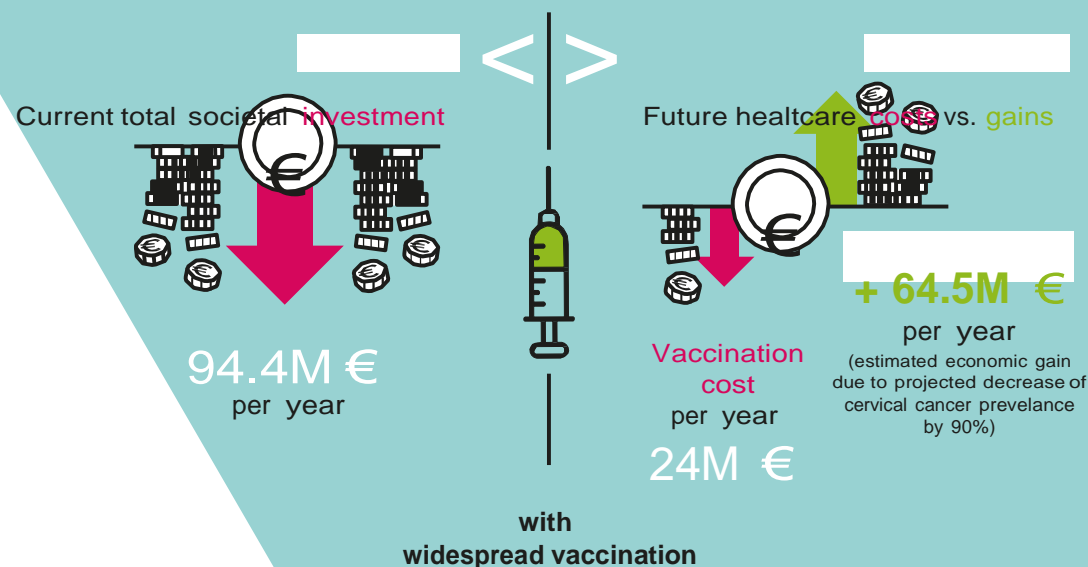 < >
Current total societal investment
€
€
€
€
€
94.4M €
per year
Future healtcare costs vs. gains
€
€
€
€
Vaccination
cost
per year
24M €
+ 64.5M €
per year
(estimated economic gain
due to projected decrease of
cervical cancer prevelance
by 90%)
with
widespread vaccination